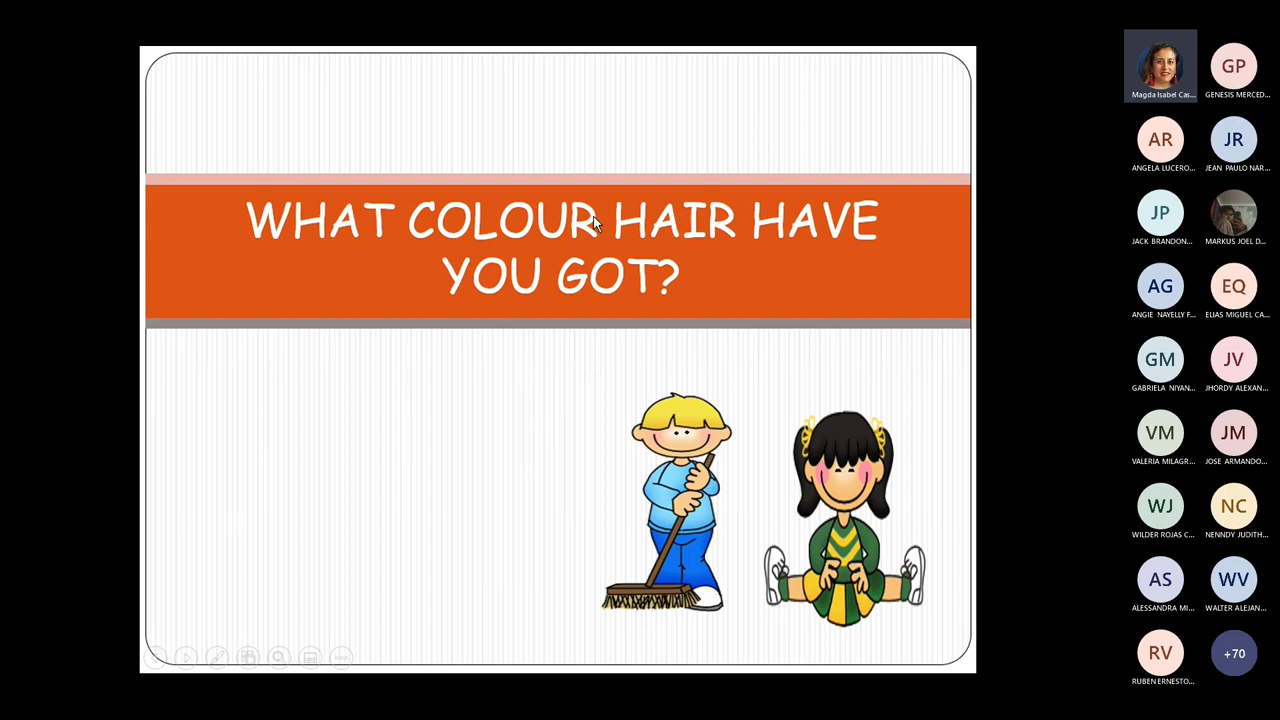 WHAT COLOUR HAIR HAVE
YOU GOT?
Magda Isabel Cas...
GP
GENESIS MERCED...
AR
ANGELA LUCERO...
JR
JEAN PAULO NAR...
JP
JACK BRANDON...
MARKUS JOEL D...
AG
ANGIE NAYELLY F...
EQ
ELIAS MIGUEL CA...
GM
GABRIELA NIYAN...
JV
JHORDY ALEXAN...
VM
VALERIA MILAGR...
JM
JOSE ARMANDO...
WJ
WILDER ROJAS C...
NC
NENNDY JUDITH...
AS
ALESSANDRA MI...
WV
WALTER ALEJAN...
RV
RUBEN ERNESTO...
+70